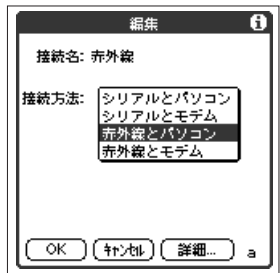 編集 i
接続名: 赤外線
接続方法: シリアルとパソコン
シリアルとモデム
赤外線とパソコン
赤外線とモデム
OK キャンセル 詳細... a